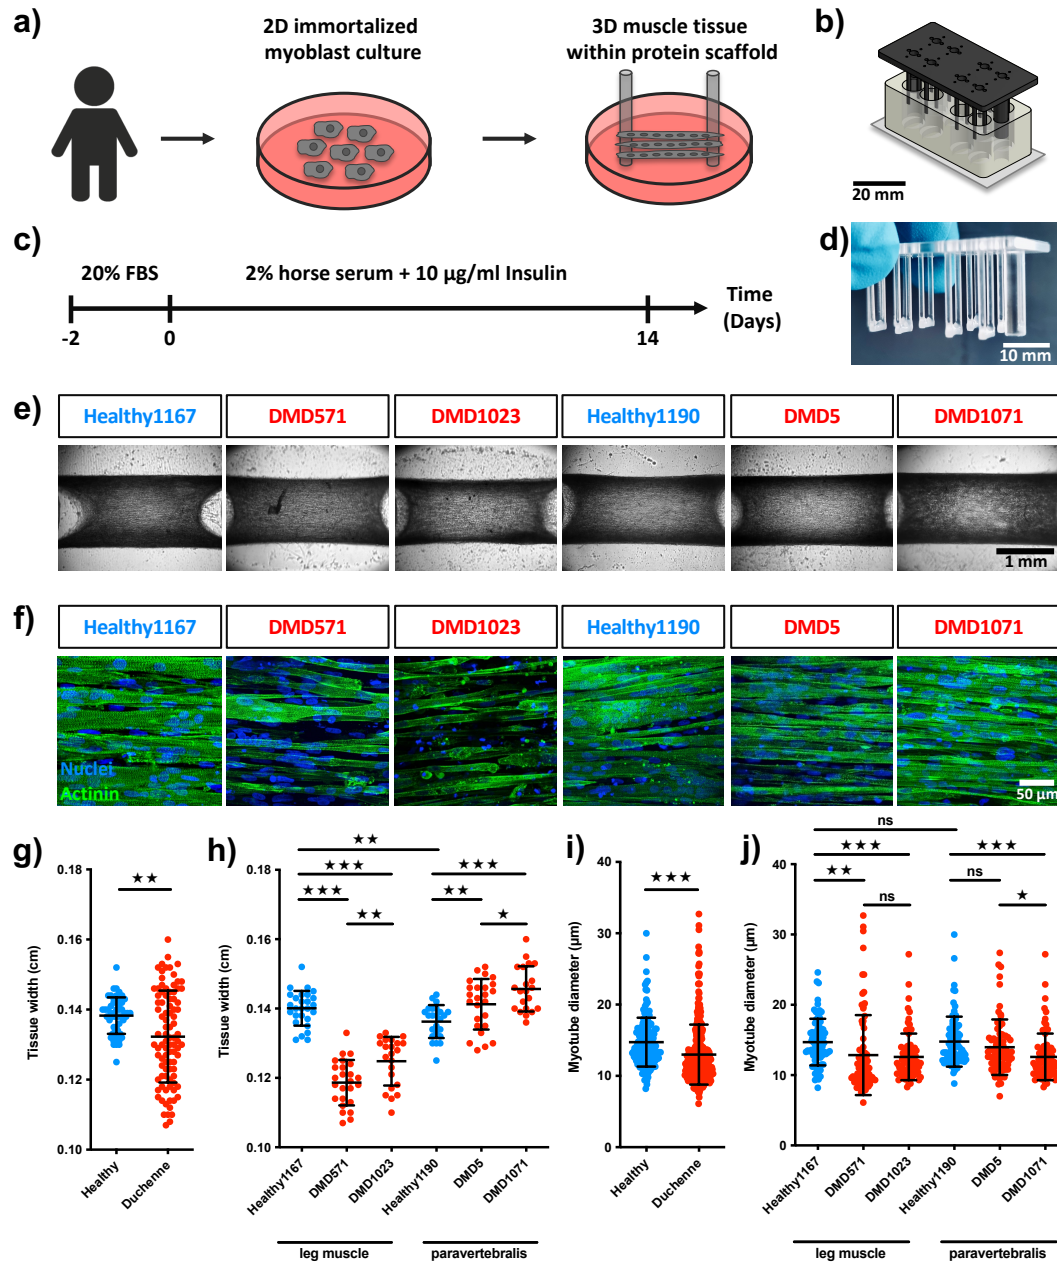 a)
2D immortalized
myoblast culture
3D muscle tissue
within protein scaffold
b)
20 mm
c)
20% FBS
2% horse serum + 10 µg/ml Insulin
Time
(Days)
-2
0
14
d)
10 mm
e)
Healthy1167
DMD571
DMD1023
Healthy1190
DMD5
DMD1071
1 mm
f)
Healthy1167
DMD571
DMD1023
Healthy1190
DMD5
DMD1071
Nuclei
Actinin
50 µm
g)
Tissue width (cm)
0.18
0.16
0.14
0.12
0.10
★★
Healthy
Duchenne
h)
Tissue width (cm)
0.18
0.16
0.14
0.12
0.10
★★
★★★
★★★
★★★
★★
★★
★
Healthy1167
DMD571
DMD1023
Healthy1190
DMD5
DMD1071
leg muscle
paravertebralis
i)
Myotube diameter (µm)
40
30
20
10
0
★★★
Healthy
Duchenne
j)
Myotube diameter (µm)
40
30
20
10
0
ns
★★★
★★★
★★
ns
ns
★
Healthy1167
DMD571
DMD1023
Healthy1190
DMD5
DMD1071
leg muscle
paravertebralis